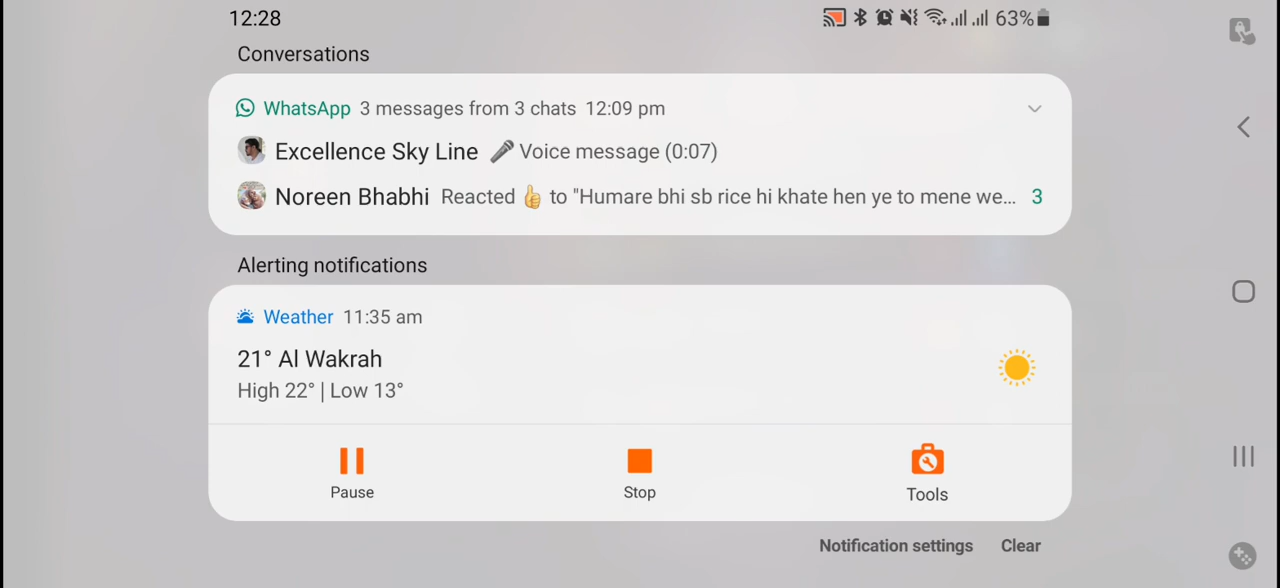 12:28 63%
Conversations
WhatsApp 3 messages from 3 chats 12:09 pm
Excellence Sky Line 🎤 Voice message (0:07)
Noreen Bhabhi Reacted 👍 to "Humare bhi sb rice hi khate hen ye to mene we... 3
Alerting notifications
Weather 11:35 am
21° Al Wakrah
High 22° | Low 13°
Pause Stop Tools
Notification settings Clear